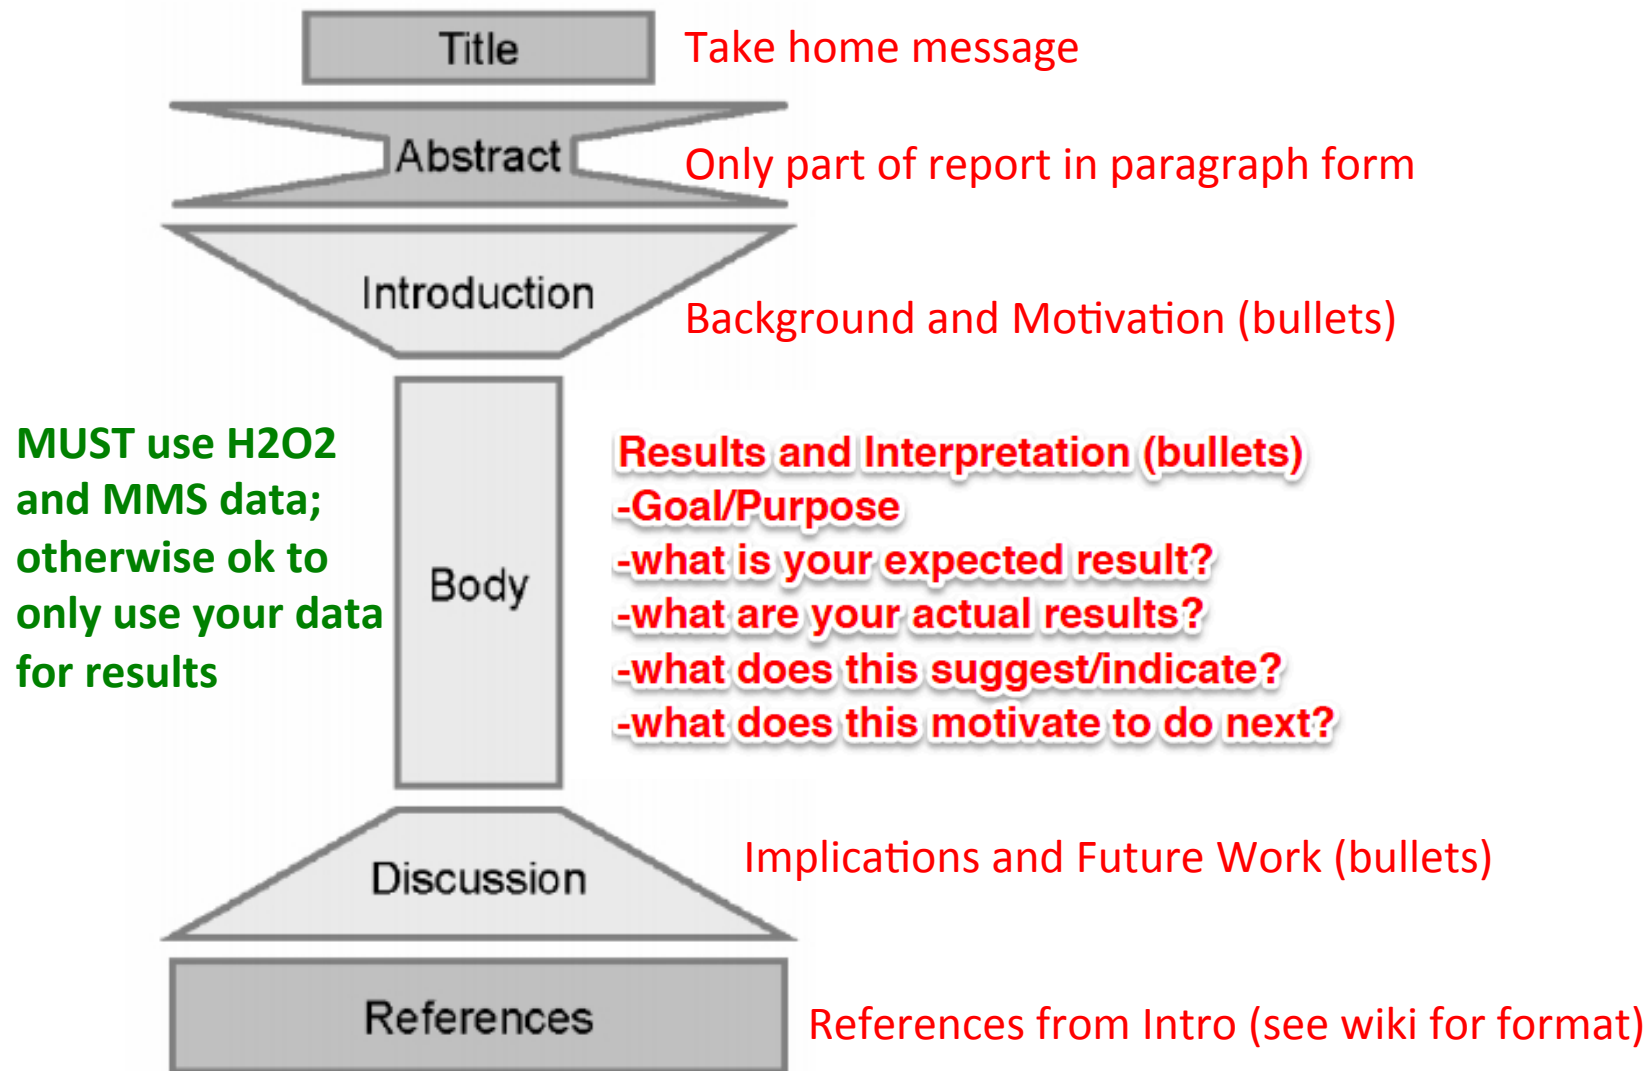 Title
Take home message
Abstract
Only part of report in paragraph form
Introduction
Background and Motivation (bullets)
MUST use H2O2
and MMS data;
otherwise ok to
only use your data
for results
Body
Results and Interpretation (bullets)
-Goal/Purpose
-what is your expected result?
-what are your actual results?
-what does this suggest/indicate?
-what does this motivate to do next?
Discussion
Implications and Future Work (bullets)
References
References from Intro (see wiki for format)